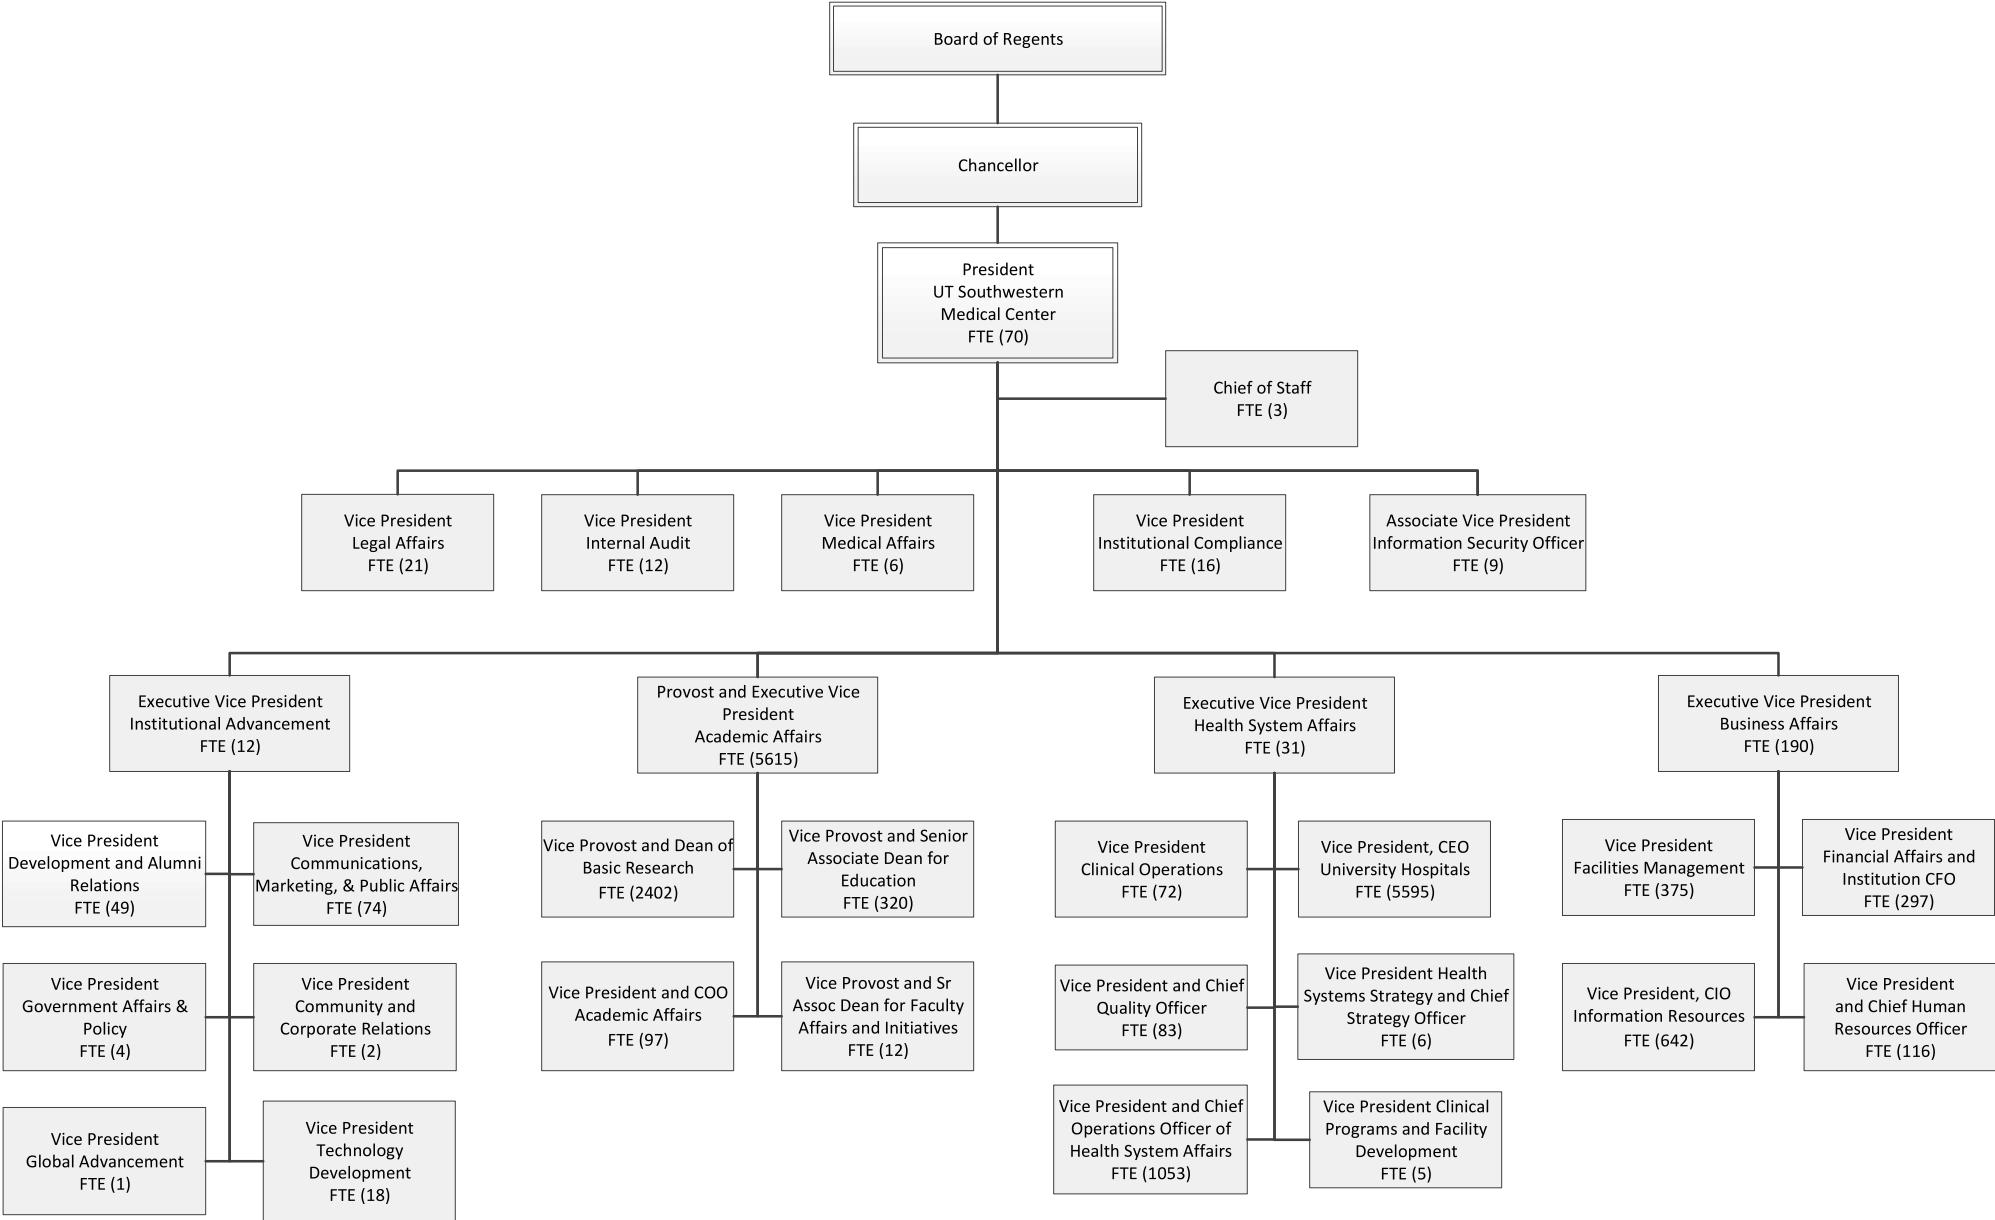 Board of Regents
Chancellor
President
UT Southwestern
Medical Center
FTE (70)
Chief of Staff
FTE (3)
Vice President
Legal Affairs
FTE (21)
Vice President
Internal Audit
FTE (12)
Vice President
Medical Affairs
FTE (6)
Vice President
Institutional Compliance
FTE (16)
Associate Vice President
Information Security Officer
FTE (9)
Executive Vice President
Institutional Advancement
FTE (12)
Provost and Executive Vice
President
Academic Affairs
FTE (5615)
Executive Vice President
Health System Affairs
FTE (31)
Executive Vice President
Business Affairs
FTE (190)
Vice President
Development and Alumni
Relations
FTE (49)
Vice President
Communications,
Marketing, & Public Affairs
FTE (74)
Vice Provost and Dean of
Basic Research
FTE (2402)
Vice Provost and Senior
Associate Dean for
Education
FTE (320)
Vice President
Clinical Operations
FTE (72)
Vice President, CEO
University Hospitals
FTE (5595)
Vice President
Facilities Management
FTE (375)
Vice President
Financial Affairs and
Institution CFO
FTE (297)
Vice President
Government Affairs &
Policy
FTE (4)
Vice President
Community and
Corporate Relations
FTE (2)
Vice President and COO
Academic Affairs
FTE (97)
Vice Provost and Sr
Assoc Dean for Faculty
Affairs and Initiatives
FTE (12)
Vice President and Chief
Quality Officer
FTE (83)
Vice President Health
Systems Strategy and Chief
Strategy Officer
FTE (6)
Vice President, CIO
Information Resources
FTE (642)
Vice President
and Chief Human
Resources Officer
FTE (116)
Vice President
Global Advancement
FTE (1)
Vice President
Technology
Development
FTE (18)
Vice President and Chief
Operations Officer of
Health System Affairs
FTE (1053)
Vice President Clinical
Programs and Facility
Development
FTE (5)